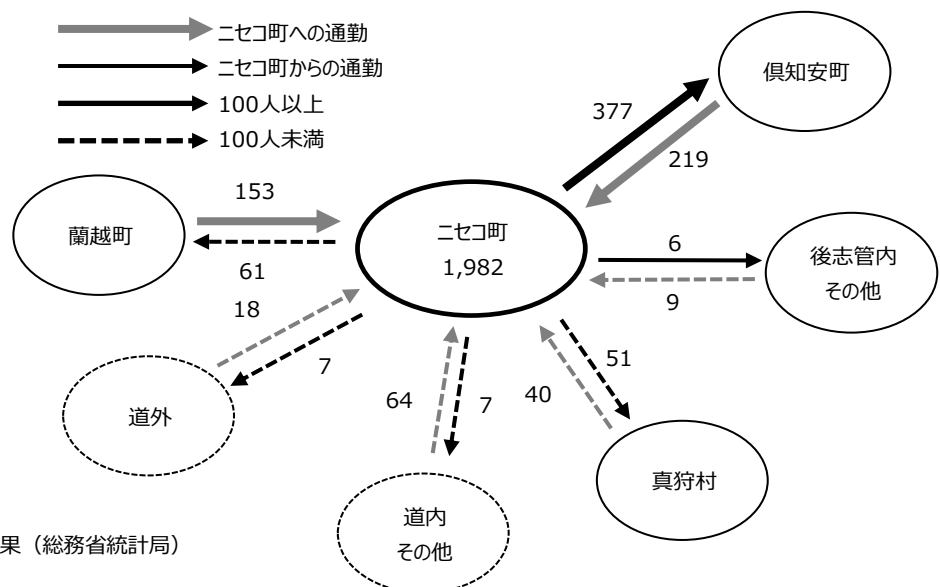 ニセコ町への通勤
ニセコ町からの通勤
100人以上
100人未満
倶知安町
377
219
153
蘭越町
61
ニセコ町
1,982
6
後志管内
その他
9
18
7
道外
64
7
道内
その他
40
51
真狩村
果（総務省統計局）